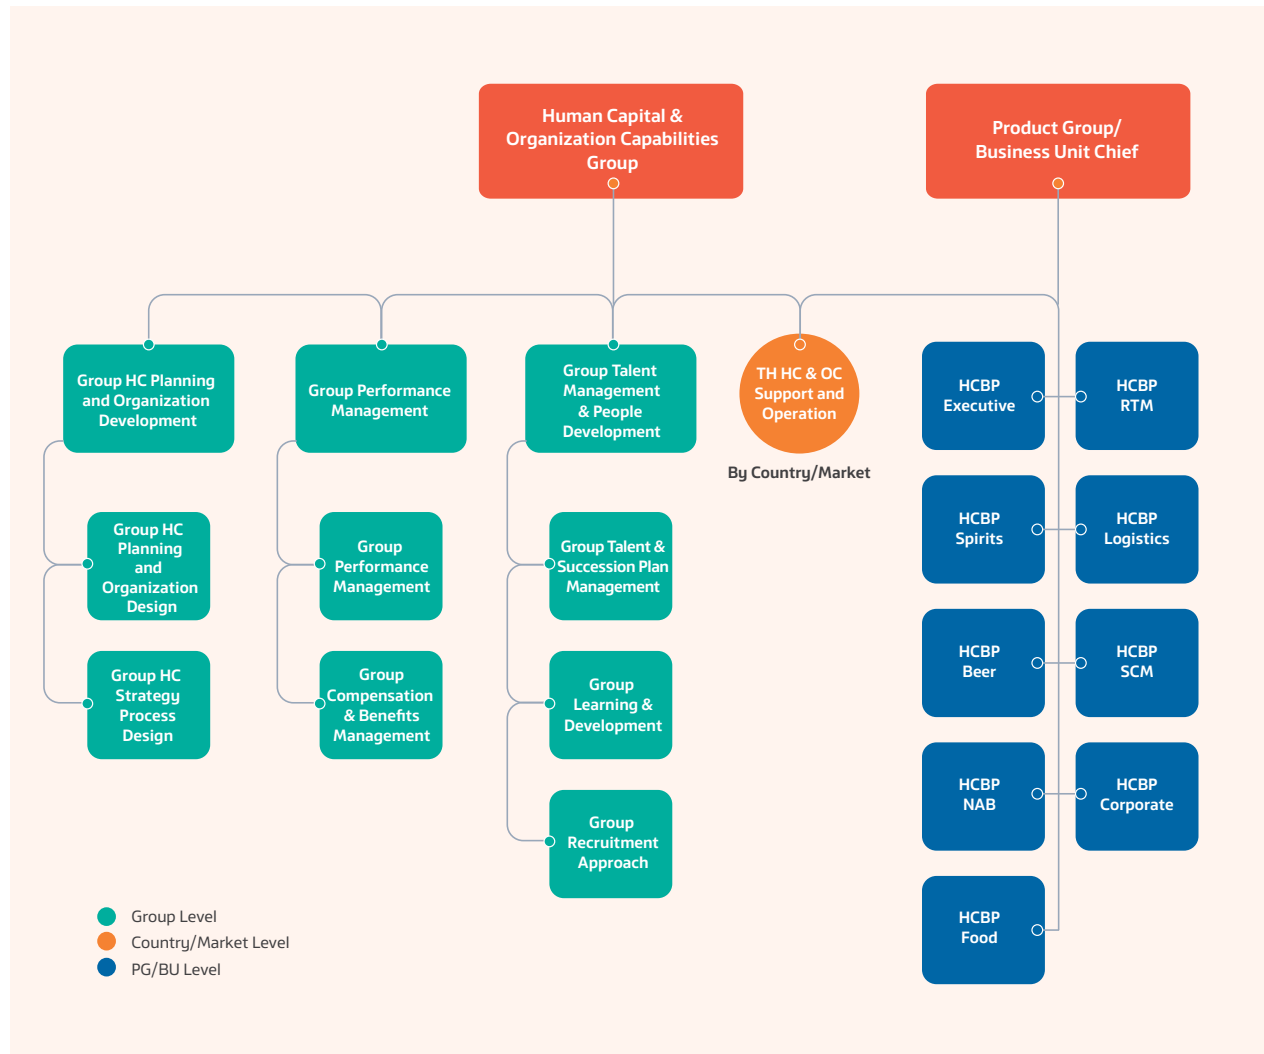 Human Capital &
Organization Capabilities
Group
Product Group/
Business Unit Chief
Group HC Planning
and Organization
Development
Group Performance
Management
Group Talent
Management
& People
Development
TH HC & OC
Support and
Operation
By Country/Market
Group HC
Planning
and
Organization
Design
Group HC
Strategy
Process
Design
Group
Performance
Management
Group
Compensation
& Benefits
Management
Group Talent &
Succession Plan
Management
Group
Learning &
Development
Group
Recruitment
Approach
HCBP
Executive
HCBP
RTM
HCBP
Spirits
HCBP
Logistics
HCBP
Beer
HCBP
SCM
HCBP
NAB
HCBP
Corporate
HCBP
Food
Group Level
Country/Market Level
PG/BU Level